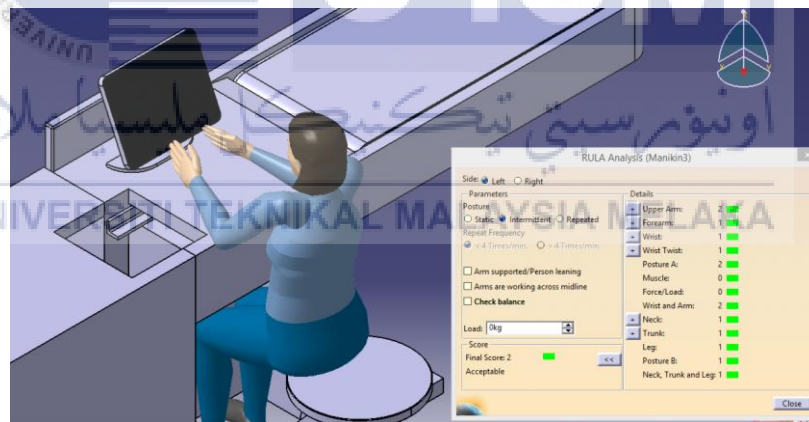 UNIVER
اونيۏرسيتي تيكنيكل مليسيا ملا
UNIVERSITI TEKNIKAL MALAYSIA MELAKA
RULA Analysis (Manikin3)
Side: Left Right
Parameters
Posture
Static Intermittent Repeated
Repeat Frequency
< 4 Times/min. > 4 Times/min.
Arm supported/Person leaning
Arms are working across midline
Check balance
Load: 0kg
Score
Final Score: 2
Acceptable
<<
Details
+ Upper Arm: 2
+ Forearm: 1
+ Wrist: 1
+ Wrist Twist: 1
Posture A: 2
Muscle: 0
Force/Load: 0
Wrist and Arm: 2
+ Neck: 1
+ Trunk: 1
Leg: 1
Posture B: 1
Neck, Trunk and Leg: 1
Close